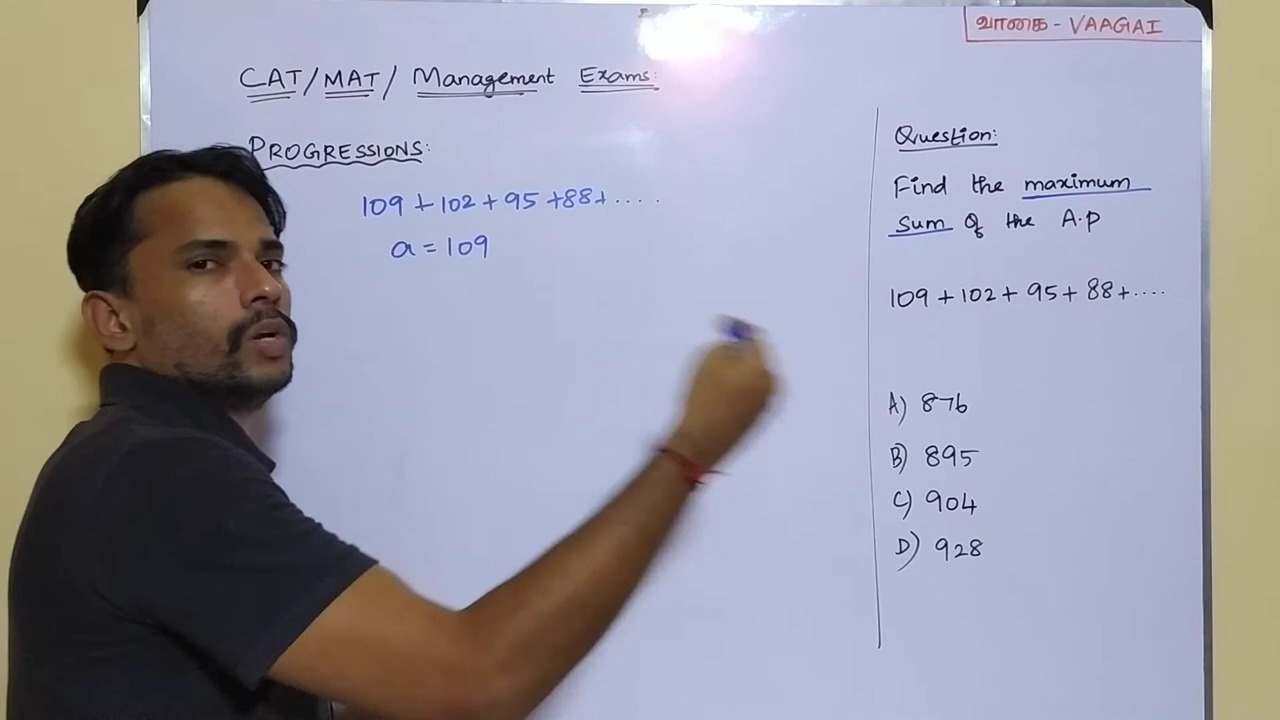 வாகை - VAAGAI
CAT/MAT/ Management Exams:
PROGRESSIONS:
109 + 102 + 95 + 88 + ....
a = 109
Question:
Find the maximum
Sum of the A.P
109 + 102 + 95 + 88 + ....
A) 876
B) 895
C) 904
D) 928